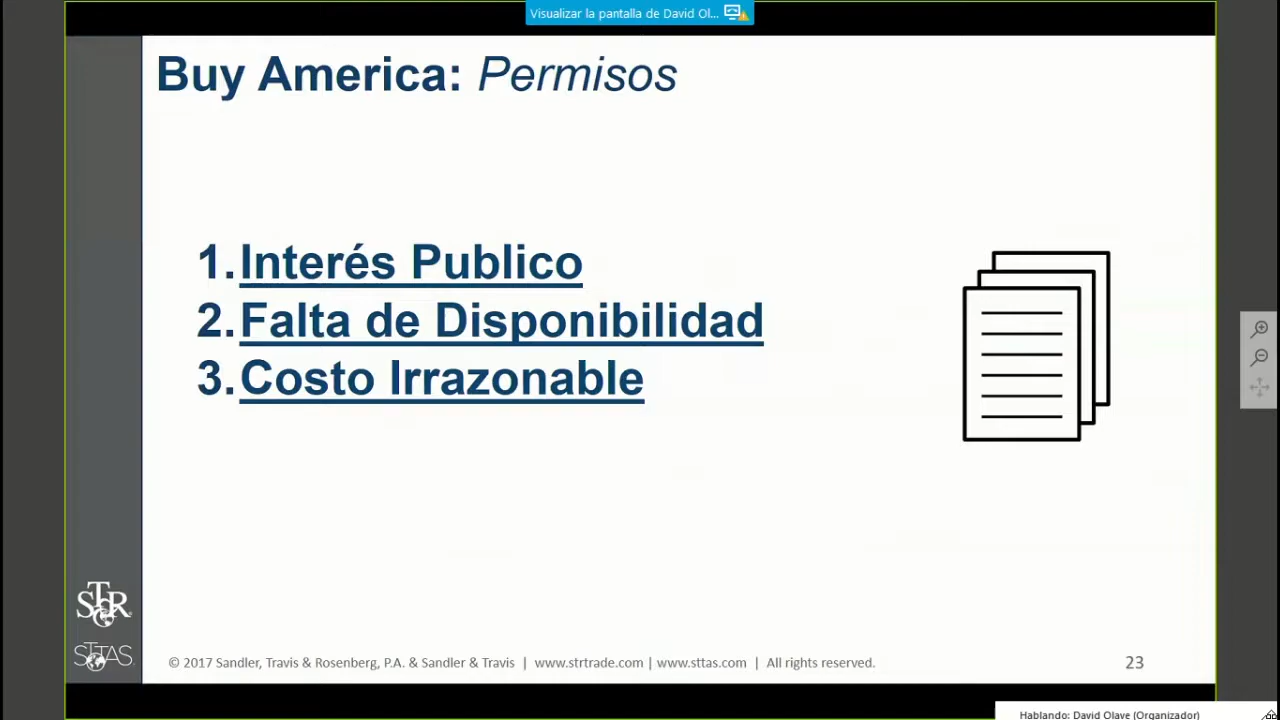 Visualizar la pantalla de David Ol...
Buy America: Permisos
1. Interés Publico
2. Falta de Disponibilidad
3. Costo Irrazonable
STR
STTAS
© 2017 Sandler, Travis & Rosenberg, P.A. & Sandler & Travis | www.strtrade.com | www.sttas.com | All rights reserved.
23
Hablando: David Olave (Organizador)